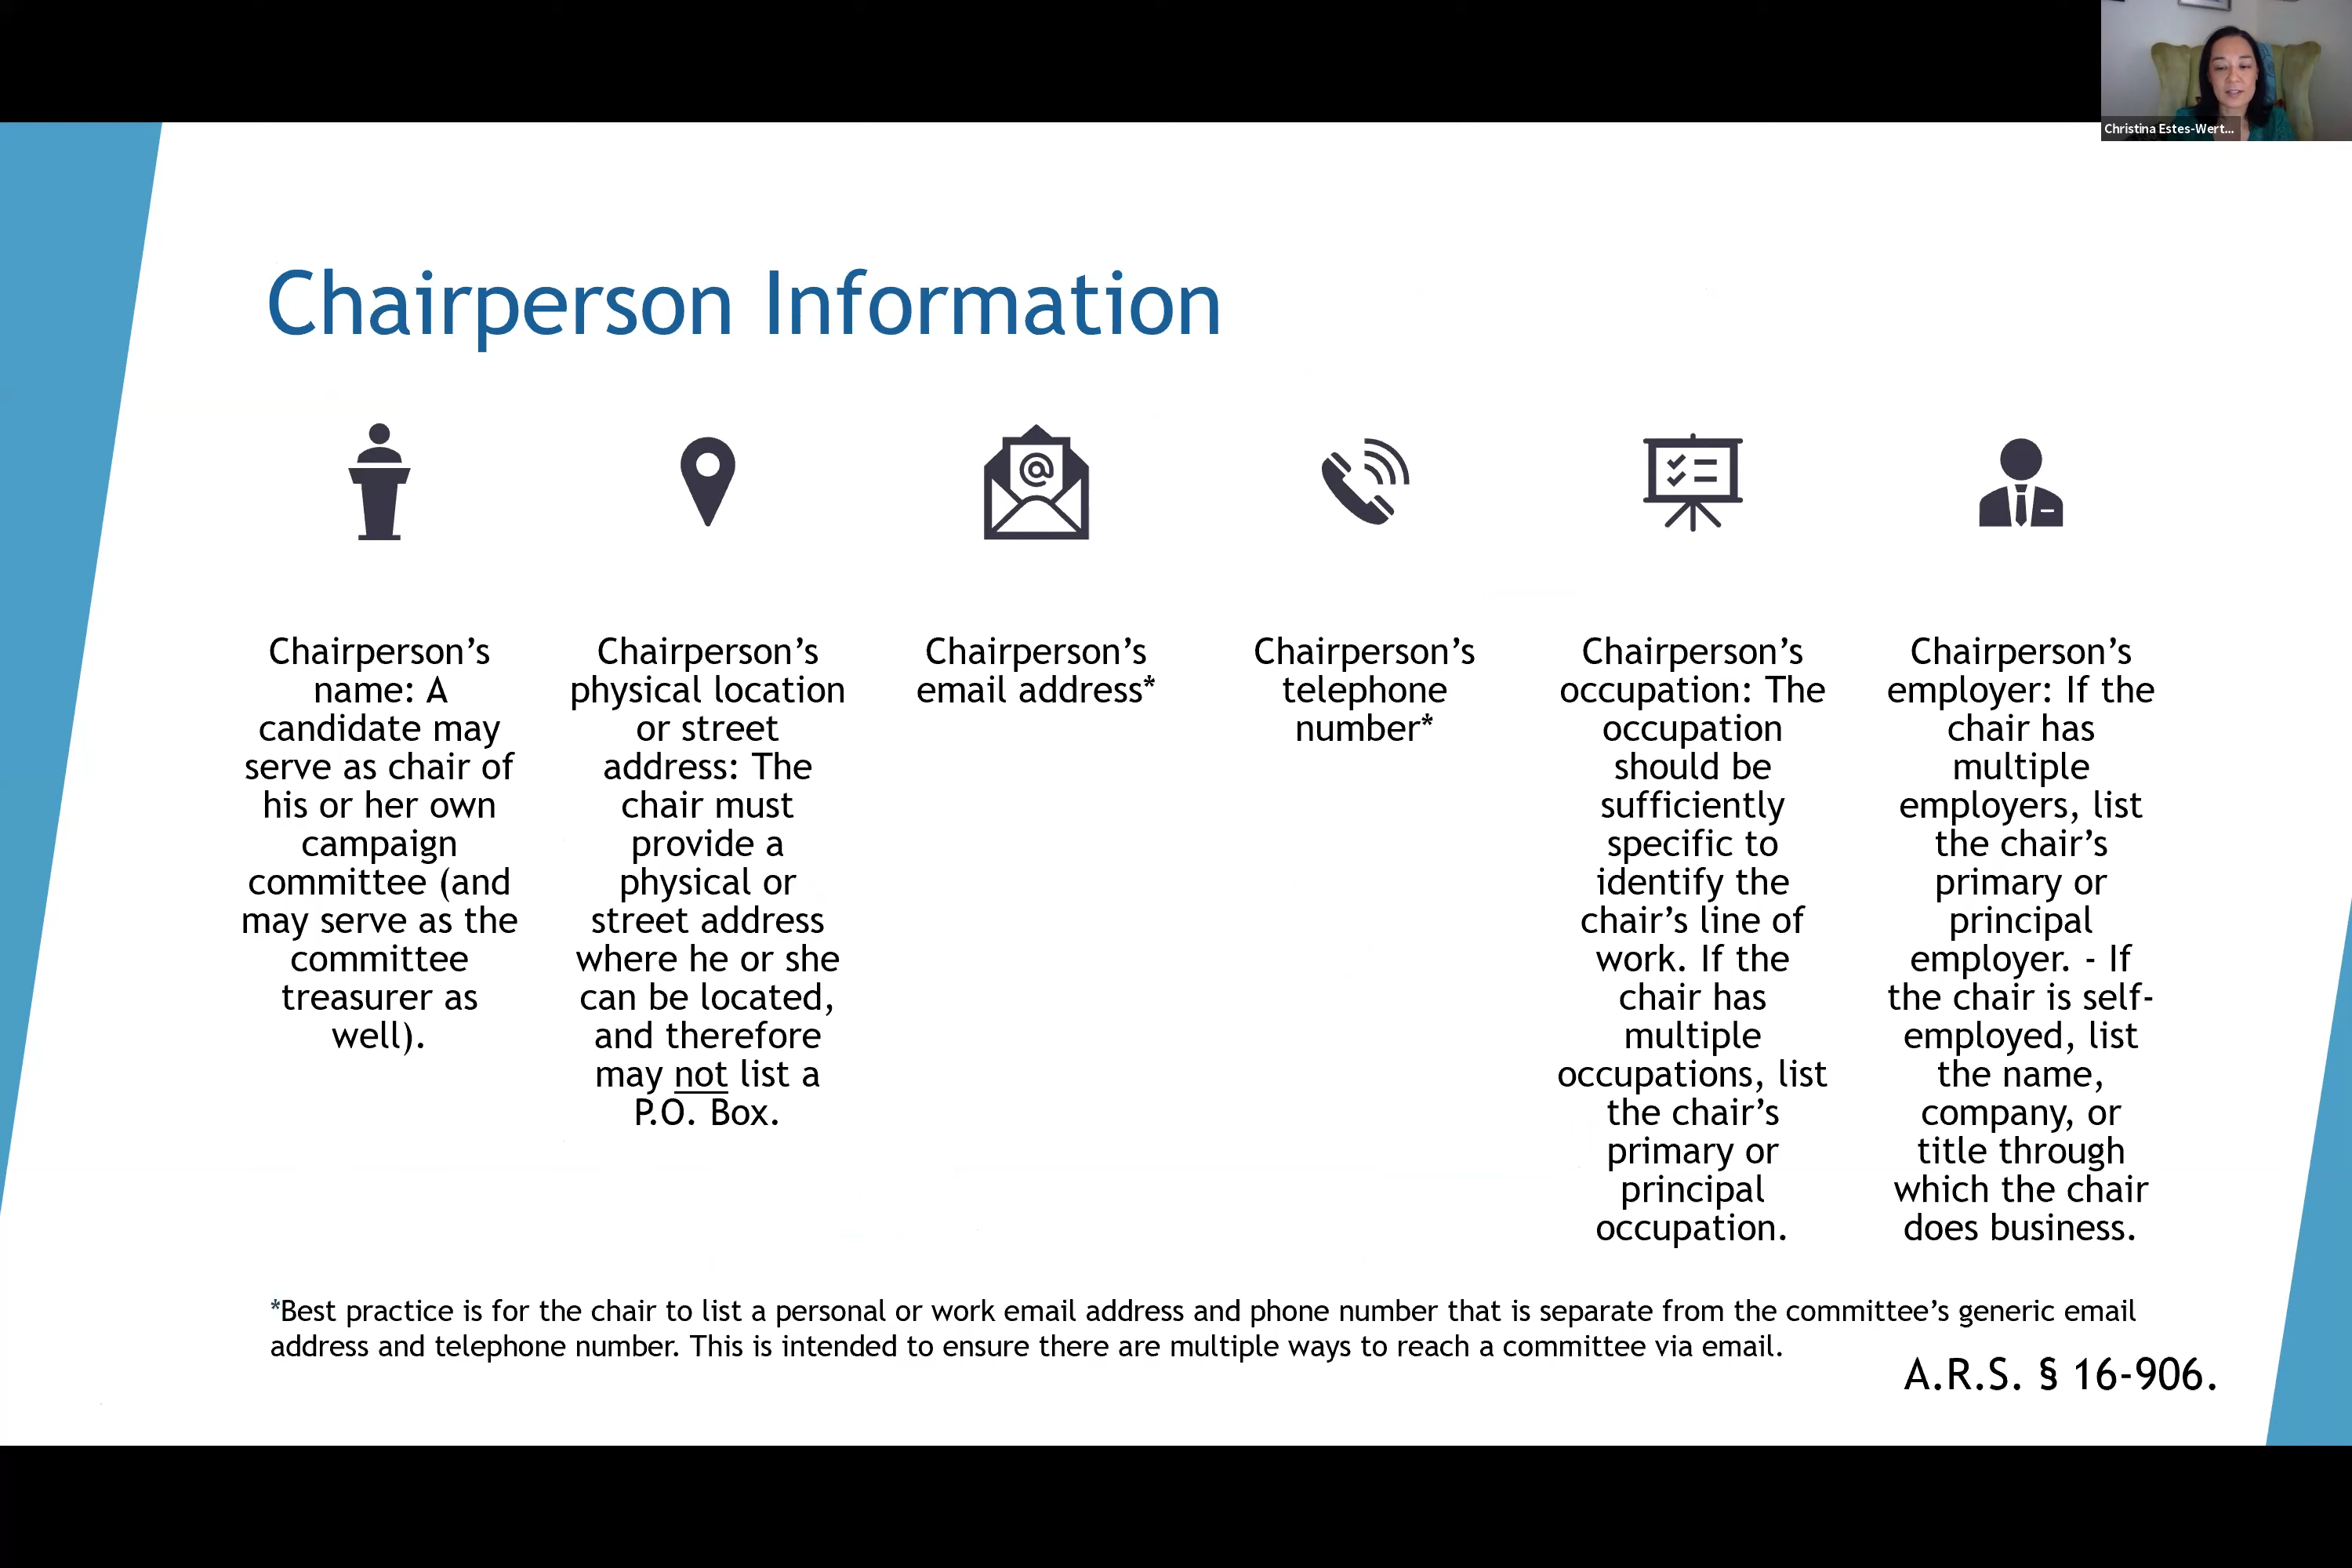 Christina Estes-Wert...
Chairperson Information
Chairperson’s
name: A
candidate may
serve as chair of
his or her own
campaign
committee (and
may serve as the
committee
treasurer as
well).
Chairperson’s
physical location
or street
address: The
chair must
provide a
physical or
street address
where he or she
can be located,
and therefore
may not list a
P.O. Box.
Chairperson’s
email address*
Chairperson’s
telephone
number*
Chairperson’s
occupation: The
occupation
should be
sufficiently
specific to
identify the
chair’s line of
work. If the
chair has
multiple
occupations, list
the chair’s
primary or
principal
occupation.
Chairperson’s
employer: If the
chair has
multiple
employers, list
the chair’s
primary or
principal
employer. - If
the chair is self-
employed, list
the name,
company, or
title through
which the chair
does business.
*Best practice is for the chair to list a personal or work email address and phone number that is separate from the committee’s generic email
address and telephone number. This is intended to ensure there are multiple ways to reach a committee via email.
A.R.S. § 16-906.